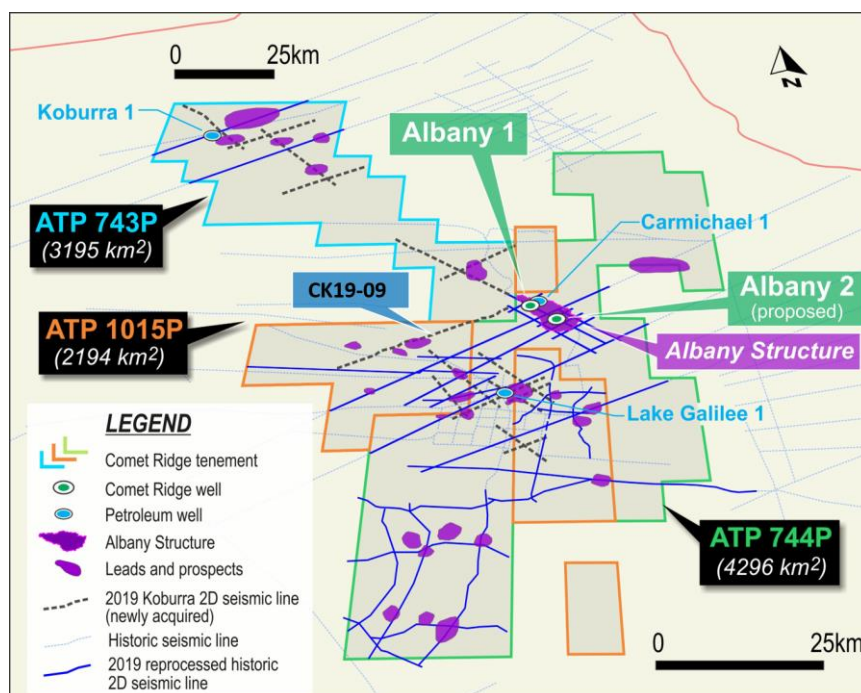 0 25km
N
Koburra 1
Albany 1
Carmichael 1
ATP 743P
(3195 km²)
CK19-09
Albany 2
(proposed)
ATP 1015P
(2194 km²)
Albany Structure
Lake Galilee 1
LEGEND
Comet Ridge tenement
Comet Ridge well
Petroleum well
Albany Structure
Leads and prospects
2019 Koburra 2D seismic line
(newly acquired)
Historic seismic line
2019 reprocessed historic
2D seismic line
ATP 744P
(4296 km²)
0 25km